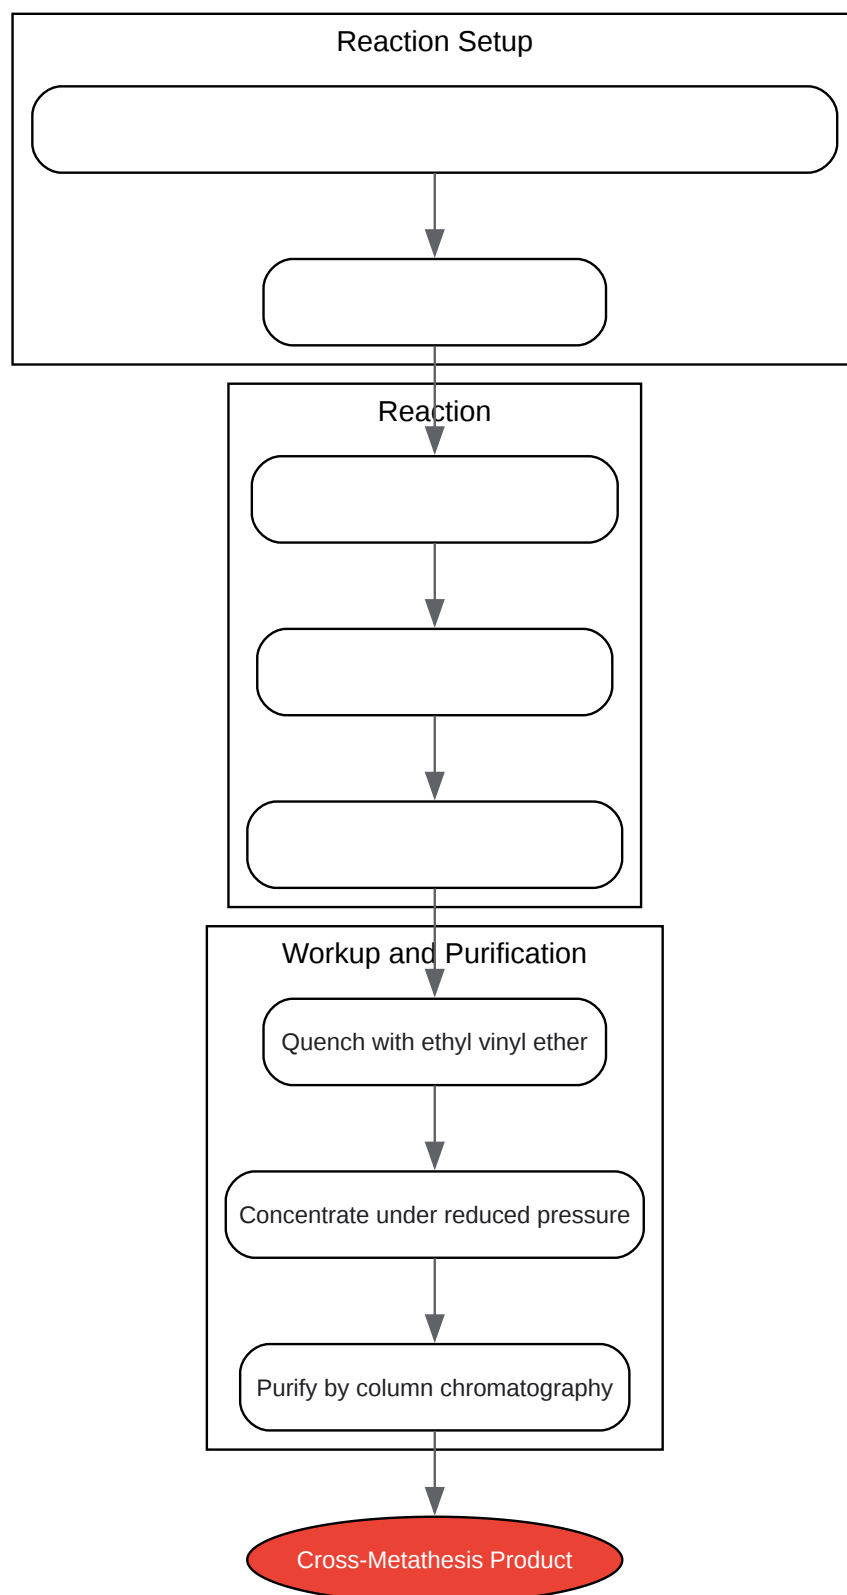 Reaction Setup
Reaction
Workup and Purification
Quench with ethyl vinyl ether
Concentrate under reduced pressure
Purify by column chromatography
Cross-Metathesis Product